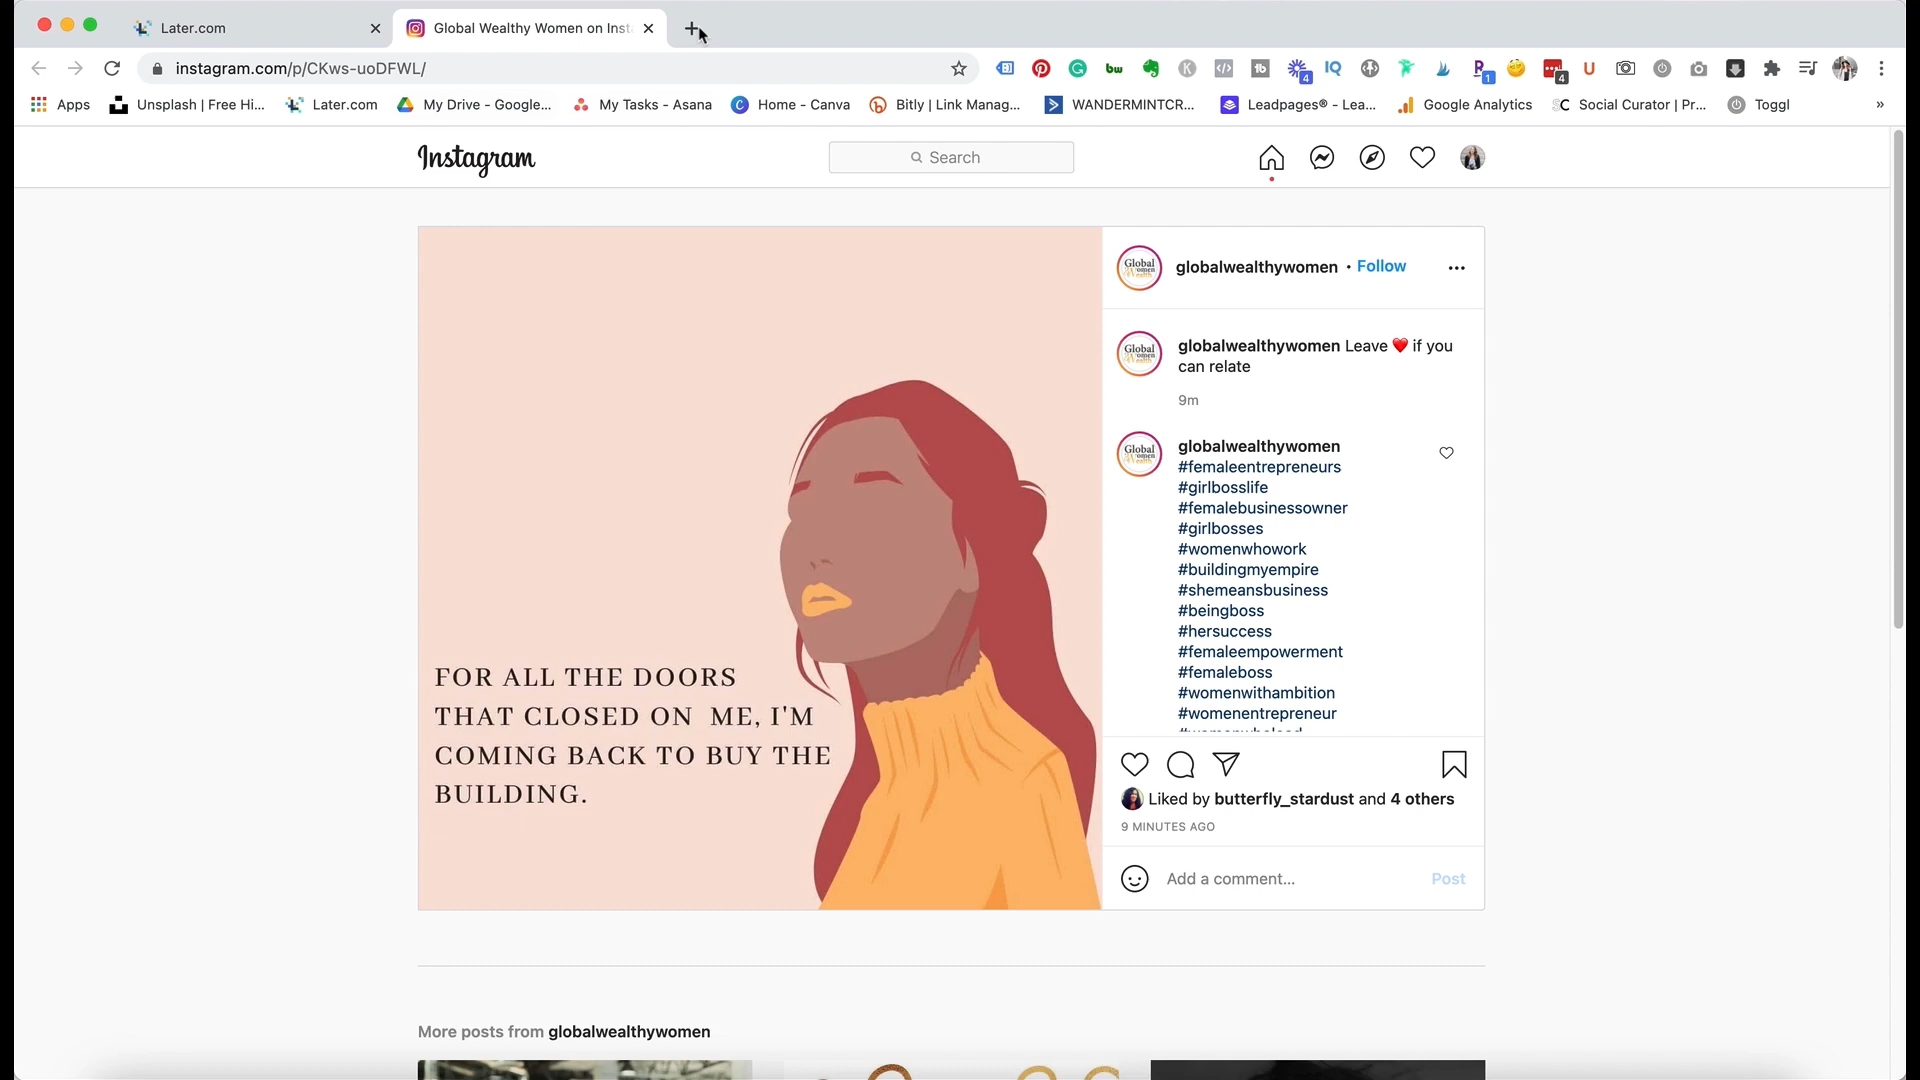 Later.com
Global Wealthy Women on Inst
instagram.com/p/CKws-uoDFWL/
Apps
Unsplash | Free Hi...
Later.com
My Drive - Google...
My Tasks - Asana
Home - Canva
Bitly | Link Manag...
WANDERMINTCR...
Leadpages® - Lea...
Google Analytics
Social Curator | Pr...
Toggl
»
Instagram
Search
globalwealthywomen • Follow
globalwealthywomen Leave ❤️ if you
can relate
9m
globalwealthywomen
#femaleentrepreneurs
#girlbosslife
#femalebusinessowner
#girlbosses
#womenwhowork
#buildingmyempire
#shemeansbusiness
#beingboss
#hersuccess
#femaleempowerment
#femaleboss
#womenwithambition
#womenentrepreneur
FOR ALL THE DOORS
THAT CLOSED ON ME, I'M
COMING BACK TO BUY THE
BUILDING.
Liked by butterfly_stardust and 4 others
9 MINUTES AGO
Add a comment...
Post
More posts from globalwealthywomen